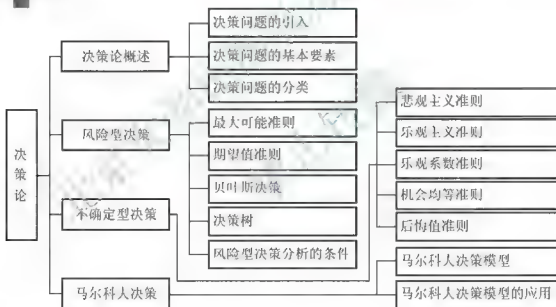 决策论
决策论概述
决策问题的引入
决策问题的基本要素
决策问题的分类
风险型决策
最大可能准则
期望值准则
贝叶斯决策
决策树
风险型决策分析的条件
不确定型决策
悲观主义准则
乐观主义准则
乐观系数准则
机会均等准则
后悔值准则
马尔科夫决策
马尔科夫决策模型
马尔科夫决策模型的应用